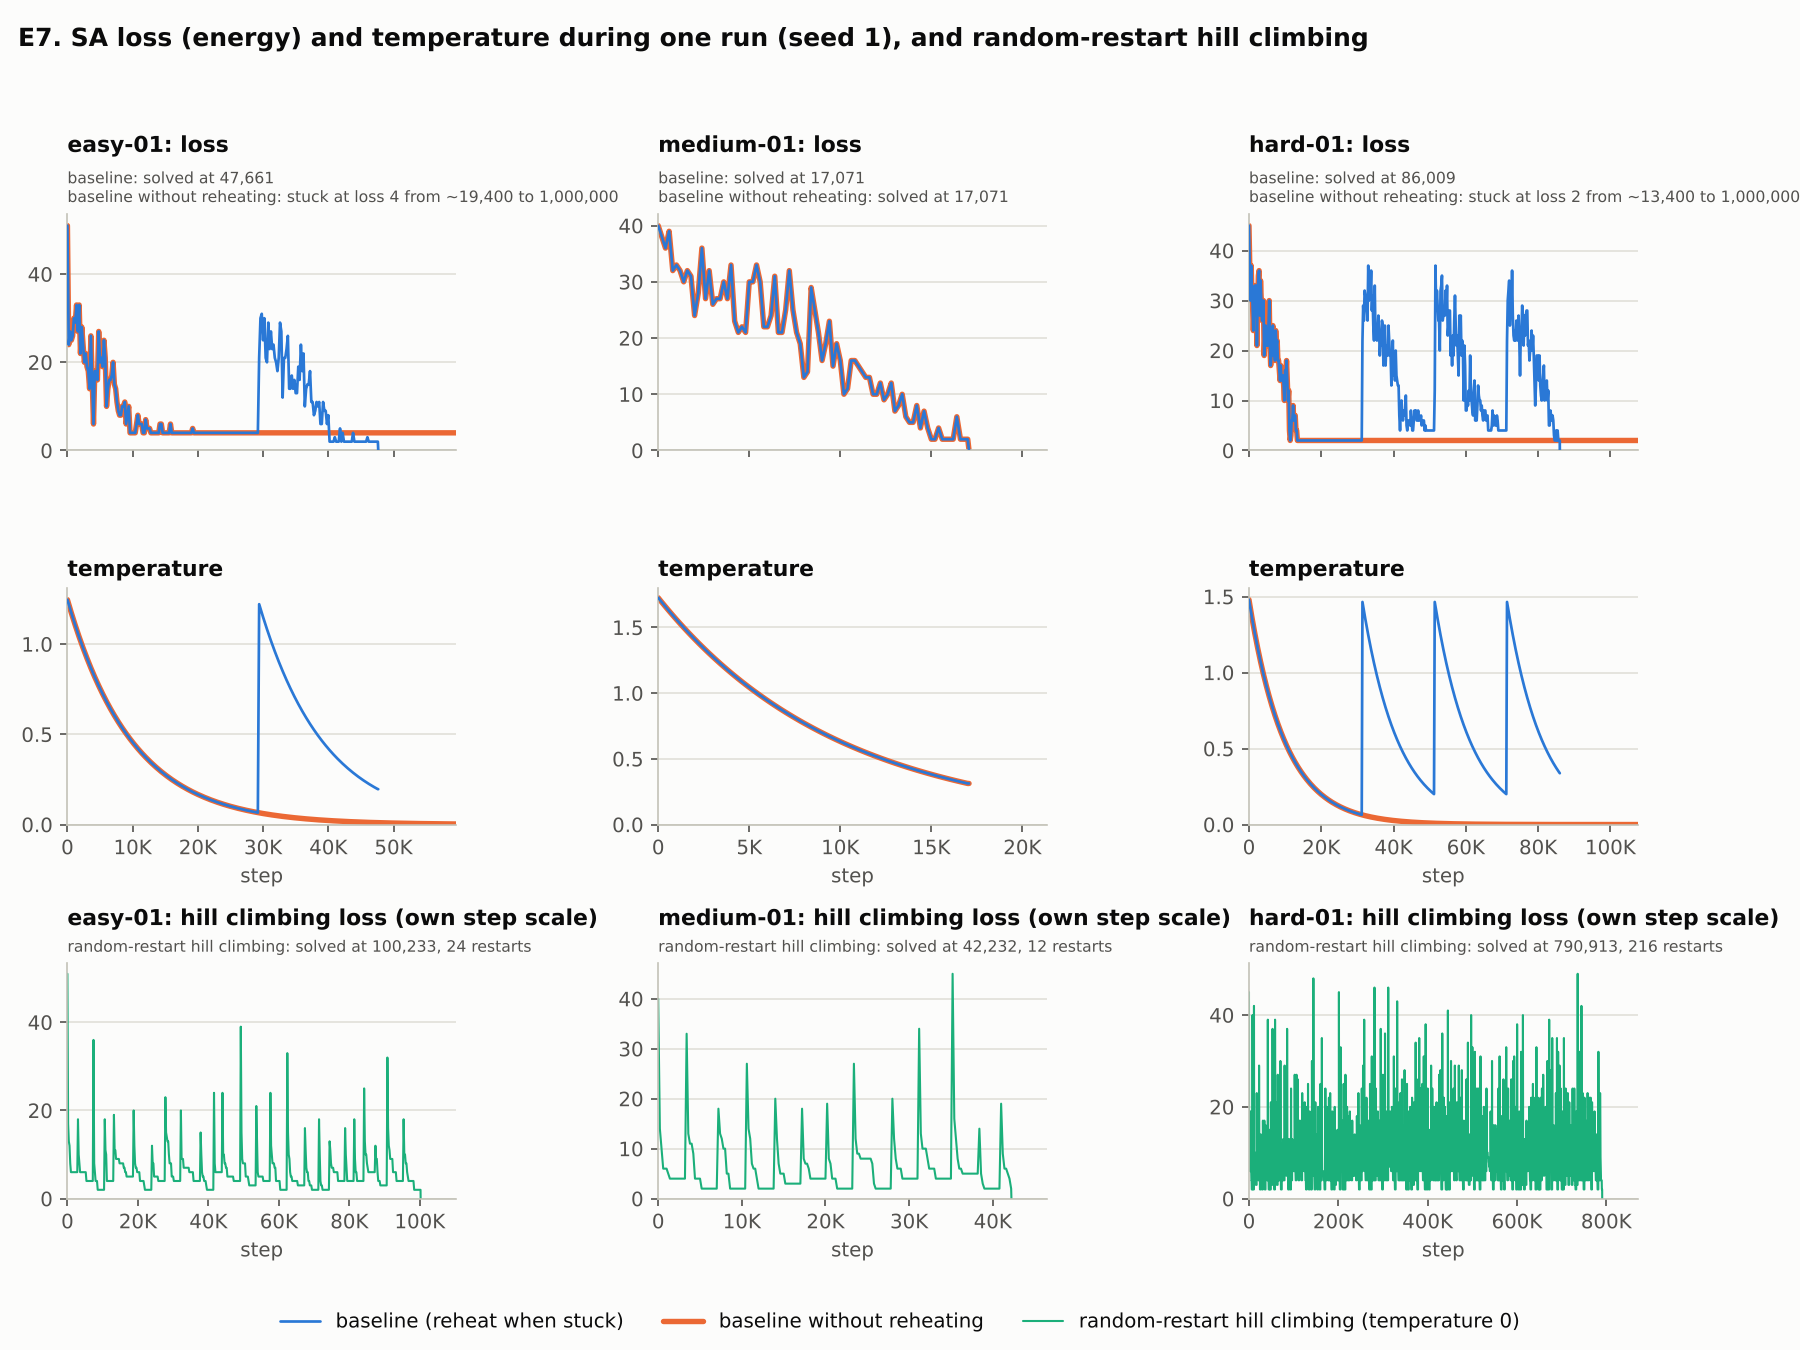 E7. SA loss (energy) and temperature during one run (seed 1), and random-restart hill climbing
easy-01: loss
baseline: solved at 47,661
baseline without reheating: stuck at loss 4 from ~19,400 to 1,000,000
40
20
0
medium-01: loss
baseline: solved at 17,071
baseline without reheating: solved at 17,071
40
30
20
10
0
hard-01: loss
baseline: solved at 86,009
baseline without reheating: stuck at loss 2 from ~13,400 to 1,000,000
40
30
20
10
0
temperature
1.0
0.5
0.0
0 10K 20K 30K 40K 50K
step
temperature
1.5
1.0
0.5
0.0
0 5K 10K 15K 20K
step
temperature
1.5
1.0
0.5
0.0
0 20K 40K 60K 80K 100K
step
easy-01: hill climbing loss (own step scale)
random-restart hill climbing: solved at 100,233, 24 restarts
40
20
0
0 20K 40K 60K 80K 100K
step
medium-01: hill climbing loss (own step scale)
random-restart hill climbing: solved at 42,232, 12 restarts
40
30
20
10
0
0 10K 20K 30K 40K
step
hard-01: hill climbing loss (own step scale)
random-restart hill climbing: solved at 790,913, 216 restarts
40
20
0
0 200K 400K 600K 800K
step
baseline (reheat when stuck) baseline without reheating random-restart hill climbing (temperature 0)